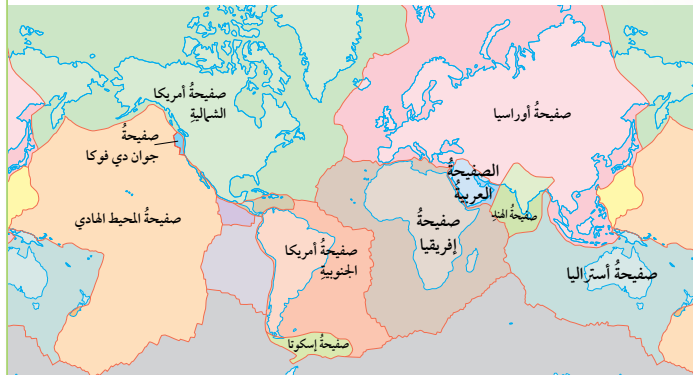 صفيحةُ أمريكا
الشماليةِ
صفيحةُ أوراسيا
صفيحةُ
جوان دي فوكا
الصفيحةُ
العربيةُ
صفيحةُ المحيط الهادي
صفيحةُ
إفريقيا
صفيحةُ الهند
صفيحةُ أمريكا
الجنوبيةِ
صفيحةُ أستراليا
صفيحةُ إسكوتا